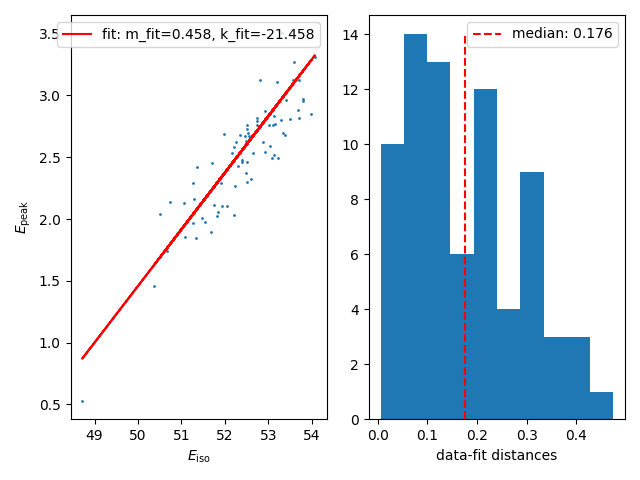 fit: m_fit=0.458, k_fit=-21.458
3.5
3.0
2.5
2.0
1.5
1.0
0.5
E_peak
49 50 51 52 53 54
E_iso
median: 0.176
14
12
10
8
6
4
2
0
0.0 0.1 0.2 0.3 0.4
data-fit distances